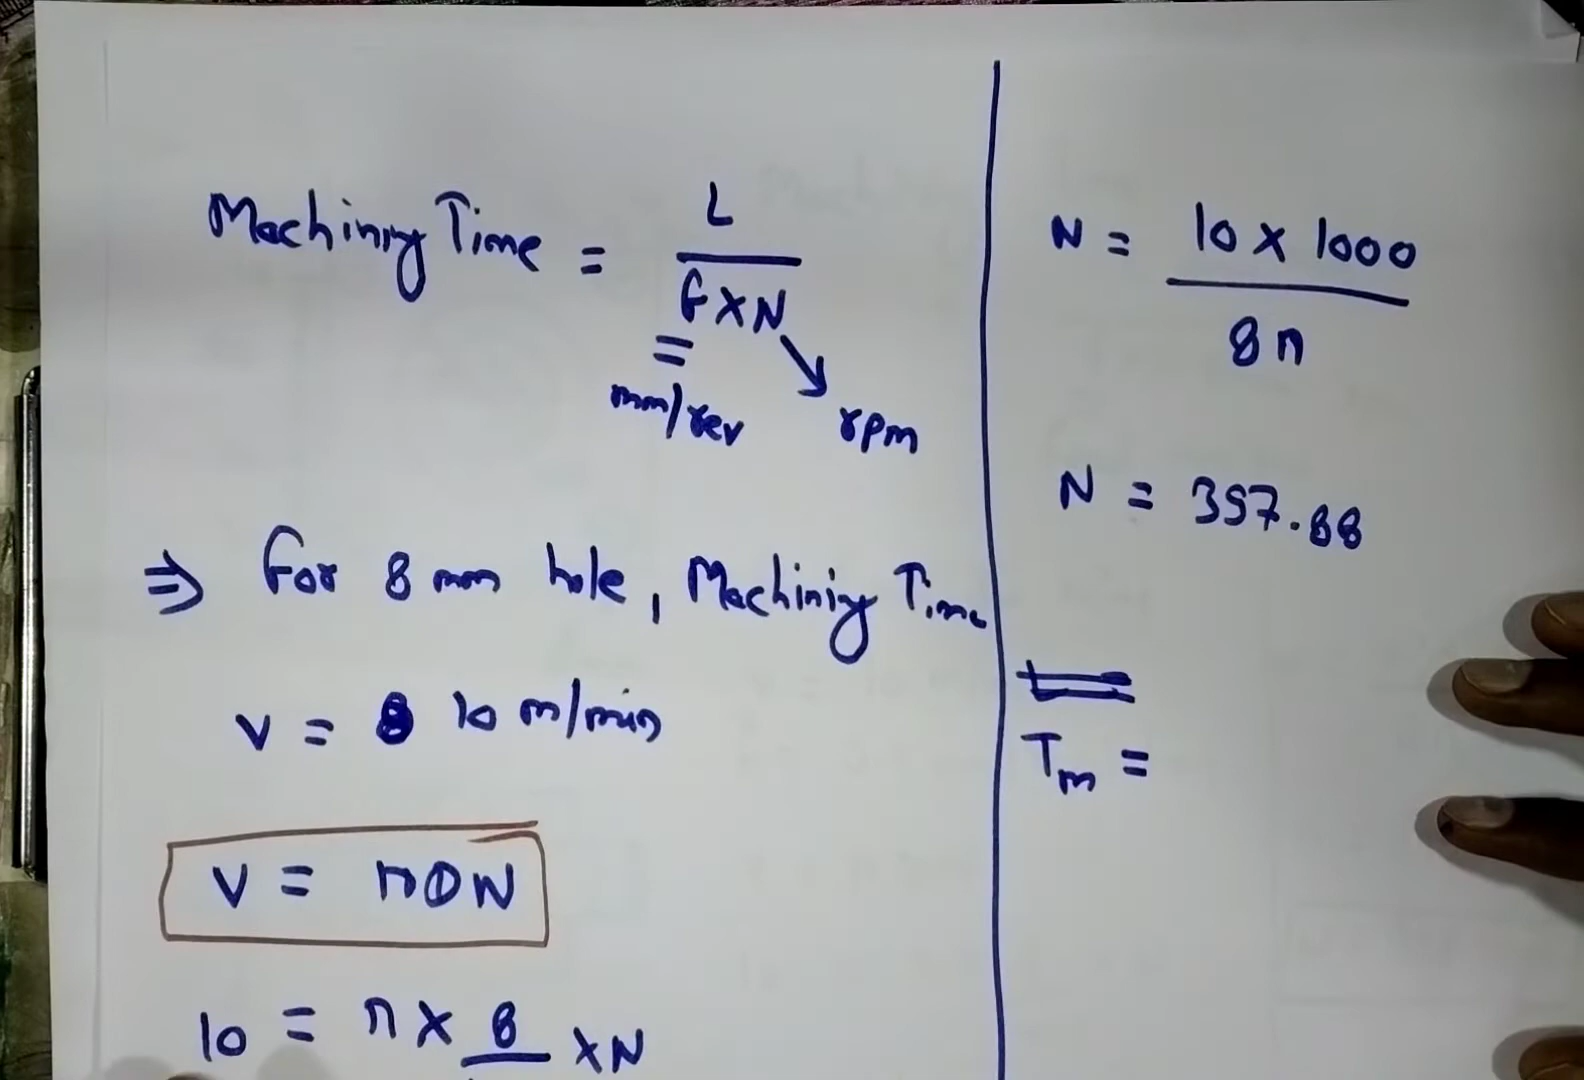 Machining Time = L
f x N
mm/rev
rpm
⇒ For 8 mm hole, Machining Time
V = 10 m/min
V = πDN
10 = π x 8 x N
N = 10 x 1000
8π
N = 397.88
Tm =